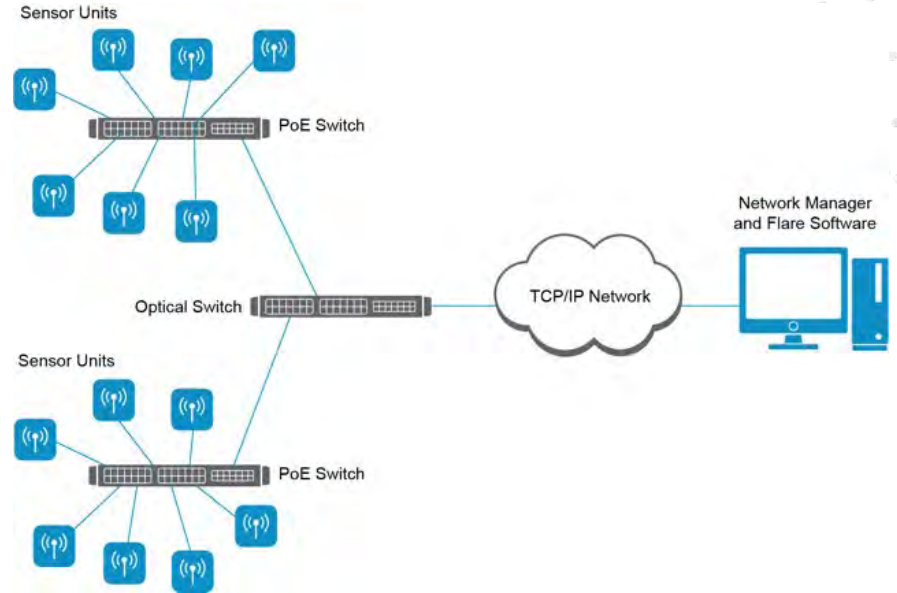 Sensor Units
PoE Switch
Network Manager
and Flare Software
TCP/IP Network
Optical Switch
Sensor Units
PoE Switch